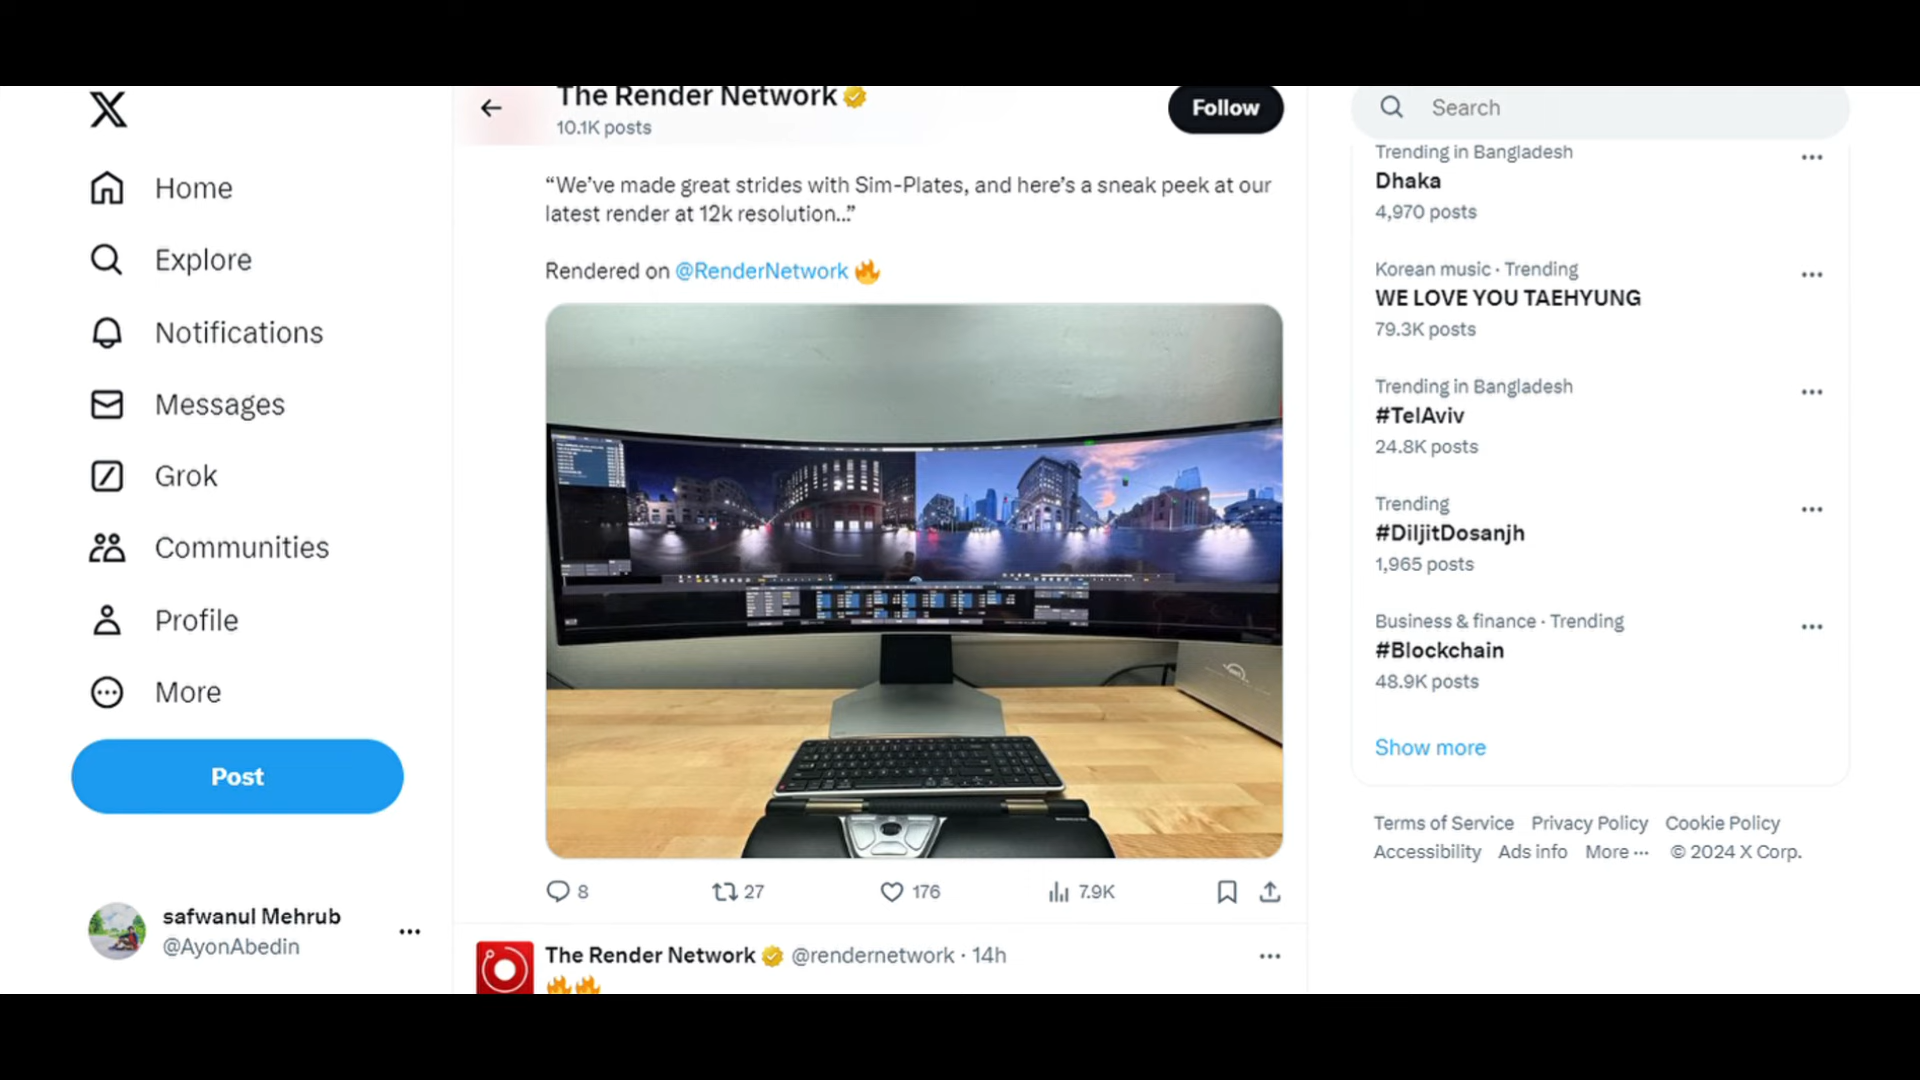 Home
Explore
Notifications
Messages
Grok
Communities
Profile
More
Post
safwanul Mehrub
@AyonAbedin
The Render Network
10.1K posts
Follow
“We’ve made great strides with Sim-Plates, and here’s a sneak peek at our
latest render at 12k resolution...”
Rendered on @RenderNetwork 🔥
8
27
176
7.9K
The Render Network @rendernetwork · 14h
🔥🔥
Search
Trending in Bangladesh
Dhaka
4,970 posts
Korean music · Trending
WE LOVE YOU TAEHYUNG
79.3K posts
Trending in Bangladesh
#TelAviv
24.8K posts
Trending
#DiljitDosanjh
1,965 posts
Business & finance · Trending
#Blockchain
48.9K posts
Show more
Terms of Service Privacy Policy Cookie Policy
Accessibility Ads info More ··· © 2024 X Corp.